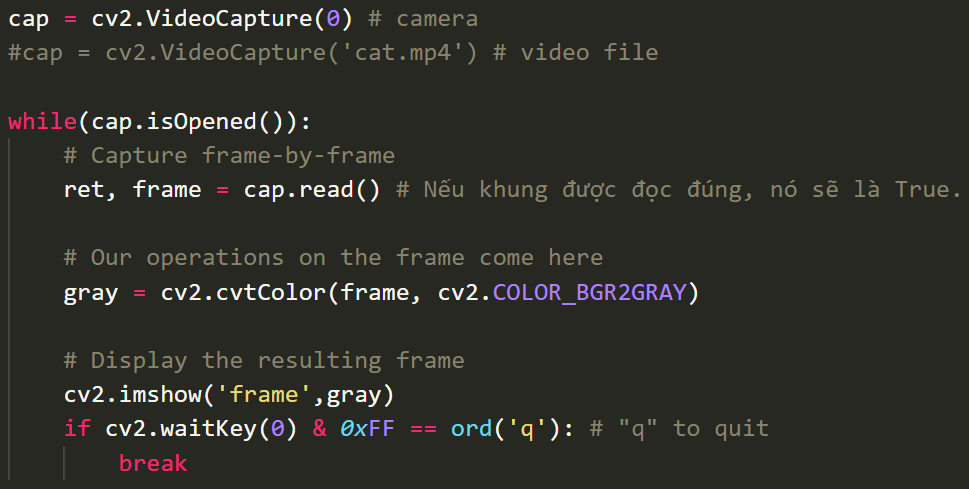 cap = cv2.VideoCapture(0) # camera
#cap = cv2.VideoCapture('cat.mp4') # video file
while(cap.isOpened()):
# Capture frame-by-frame
ret, frame = cap.read() # Nếu khung được đọc đúng, nó sẽ là True.
# Our operations on the frame come here
gray = cv2.cvtColor(frame, cv2.COLOR_BGR2GRAY)
# Display the resulting frame
cv2.imshow('frame',gray)
if cv2.waitKey(0) & 0xFF == ord('q'): # "q" to quit
break